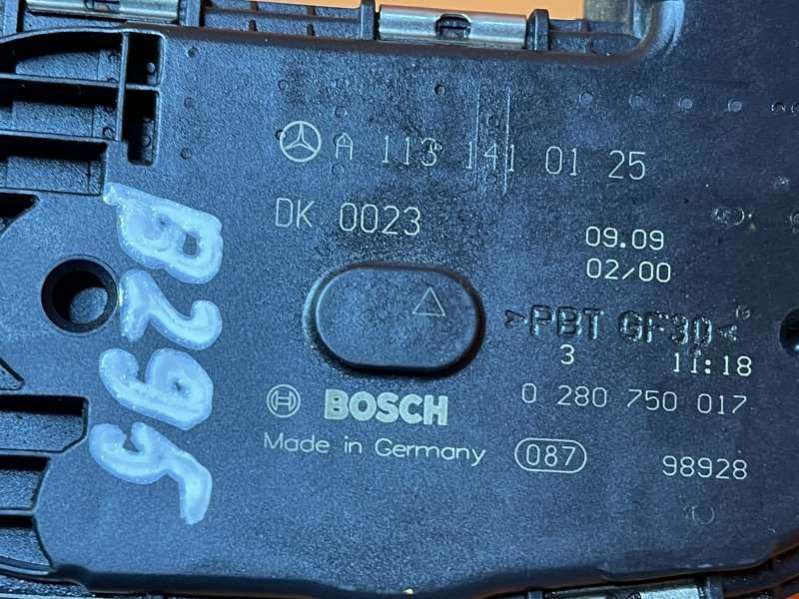 A 113 141 01 25
DK 0023
09.09
02/00
>PBT GF30<
3 11:18
0 280 750 017
BOSCH
Made in Germany
087
98928
B295